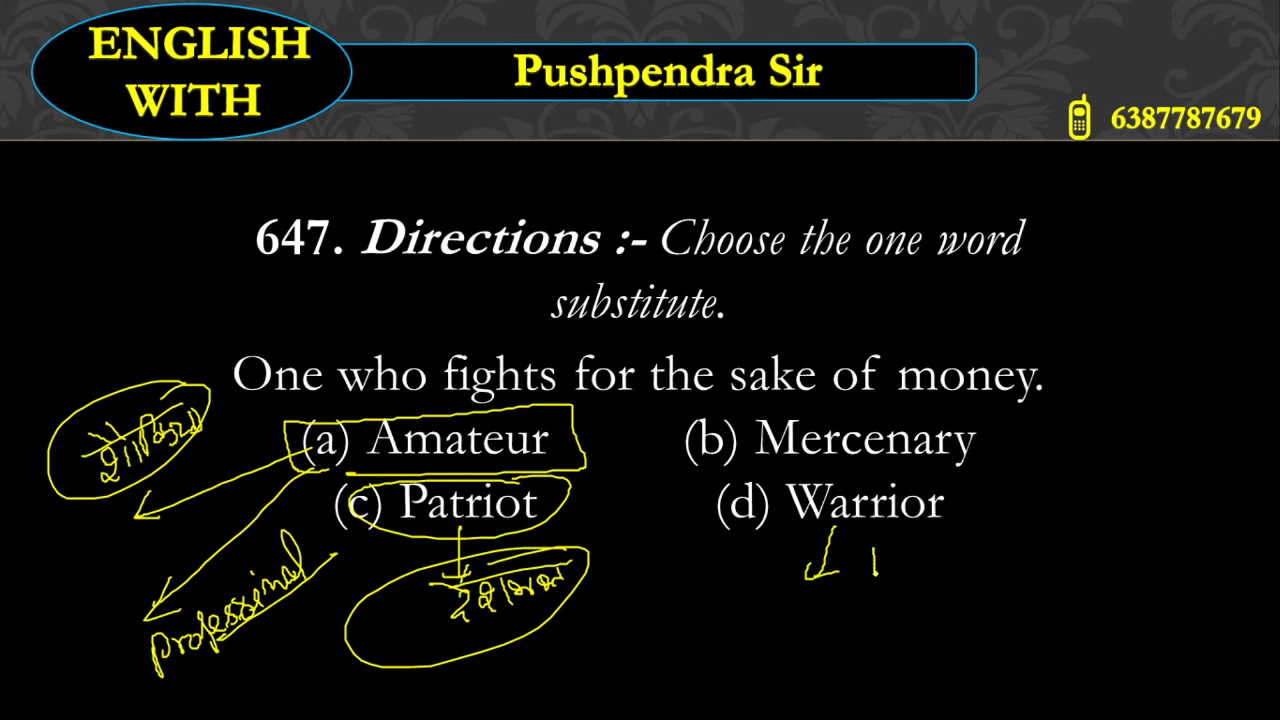 ENGLISH
WITH
Pushpendra Sir
6387787679
647. Directions :- Choose the one word
substitute.
One who fights for the sake of money.
(a) Amateur (b) Mercenary
(c) Patriot (d) Warrior
शौकिया
देशभक्त
professional